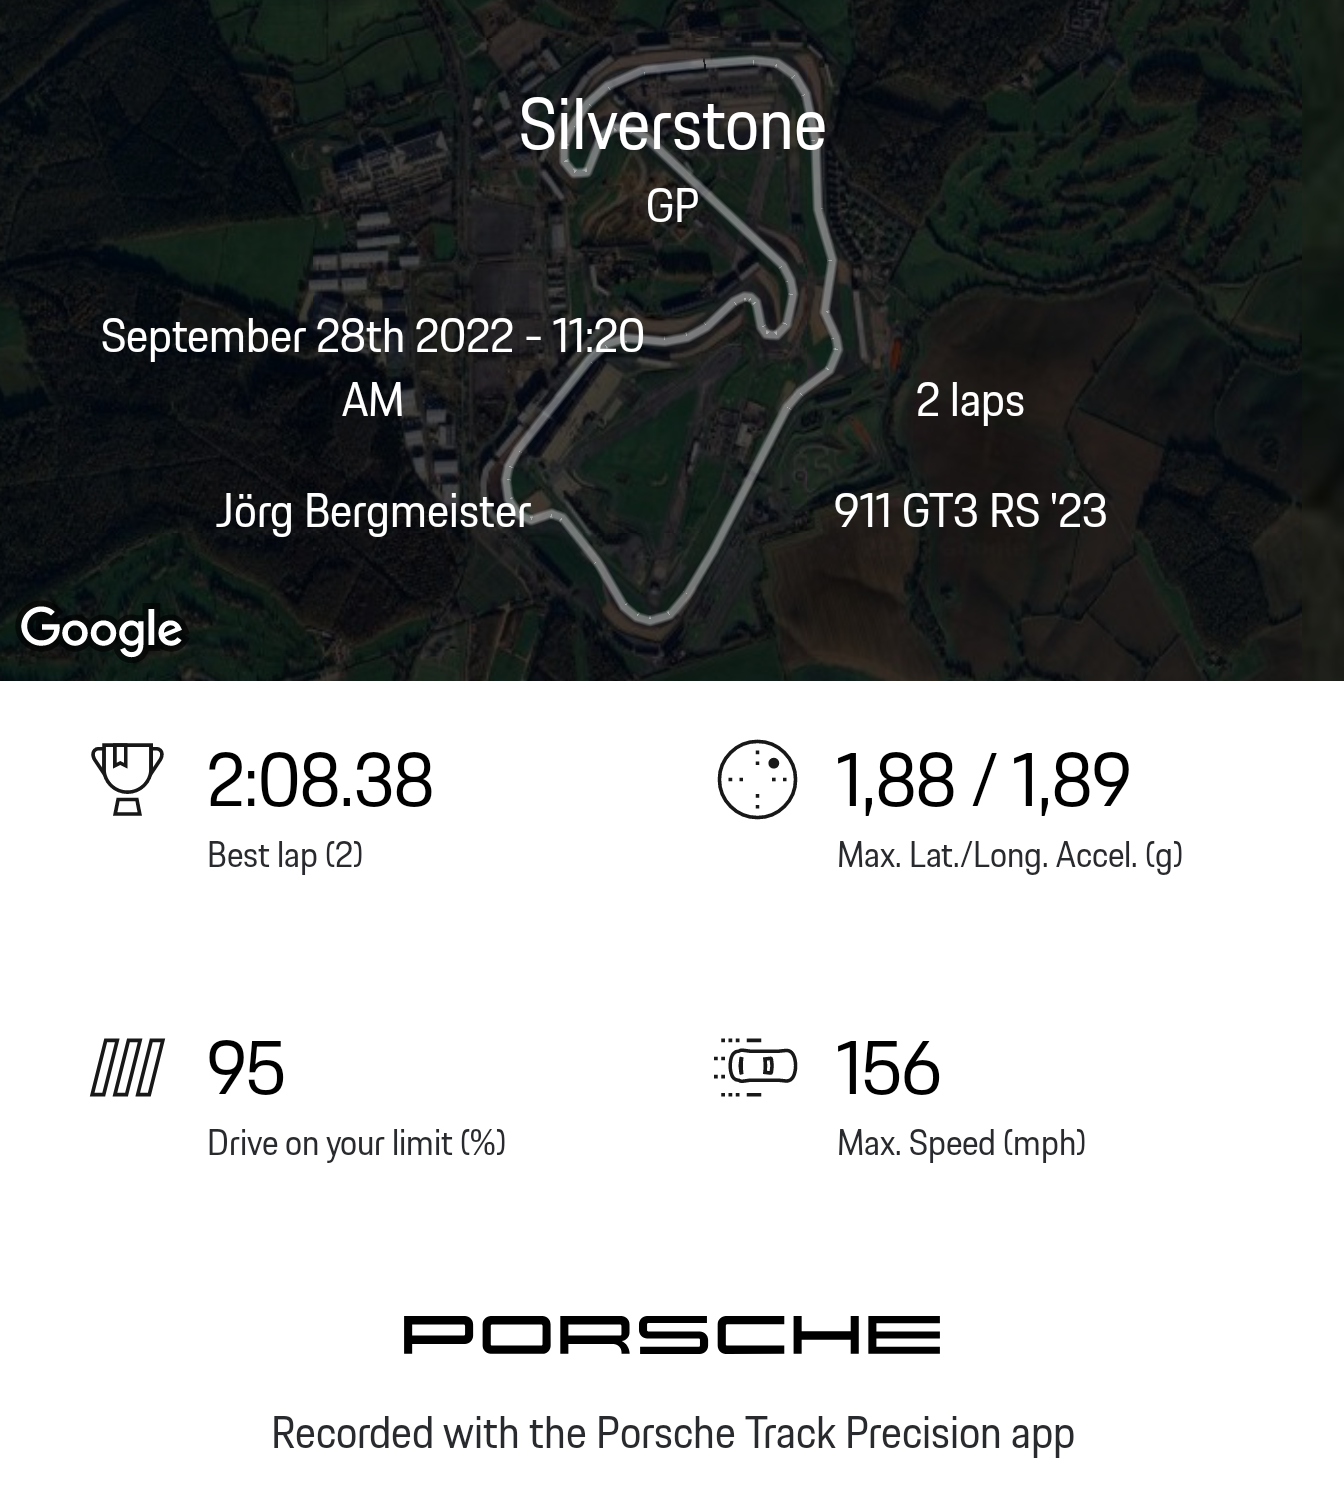 Silverstone
GP
September 28th 2022 - 11:20
AM
2 laps
Jörg Bergmeister
911 GT3 RS '23
Google
2:08.38
Best lap (2)
1,88 / 1,89
Max. Lat./Long. Accel. (g)
95
Drive on your limit (%)
156
Max. Speed (mph)
PORSCHE
Recorded with the Porsche Track Precision app